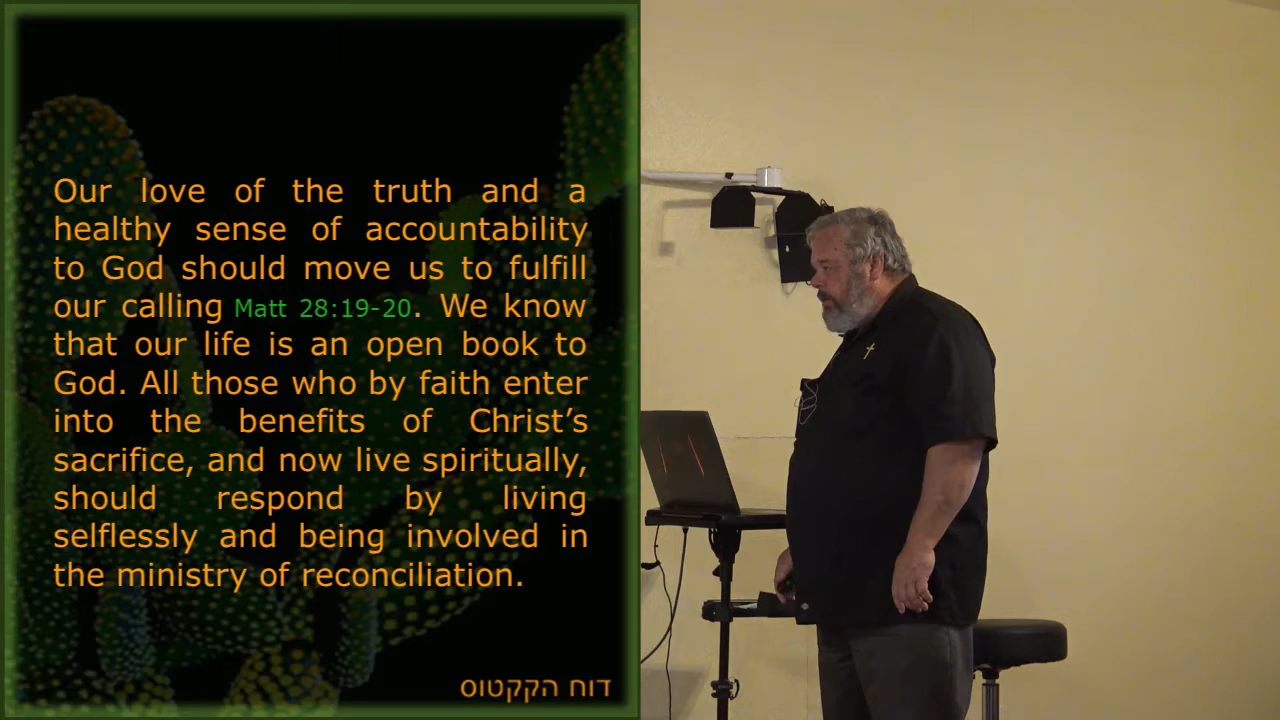 Our love of the truth and a
healthy sense of accountability
to God should move us to fulfill
our calling Matt 28:19-20. We know
that our life is an open book to
God. All those who by faith enter
into the benefits of Christ’s
sacrifice, and now live spiritually,
should respond by living
selflessly and being involved in
the ministry of reconciliation.
דוח הקקטוס